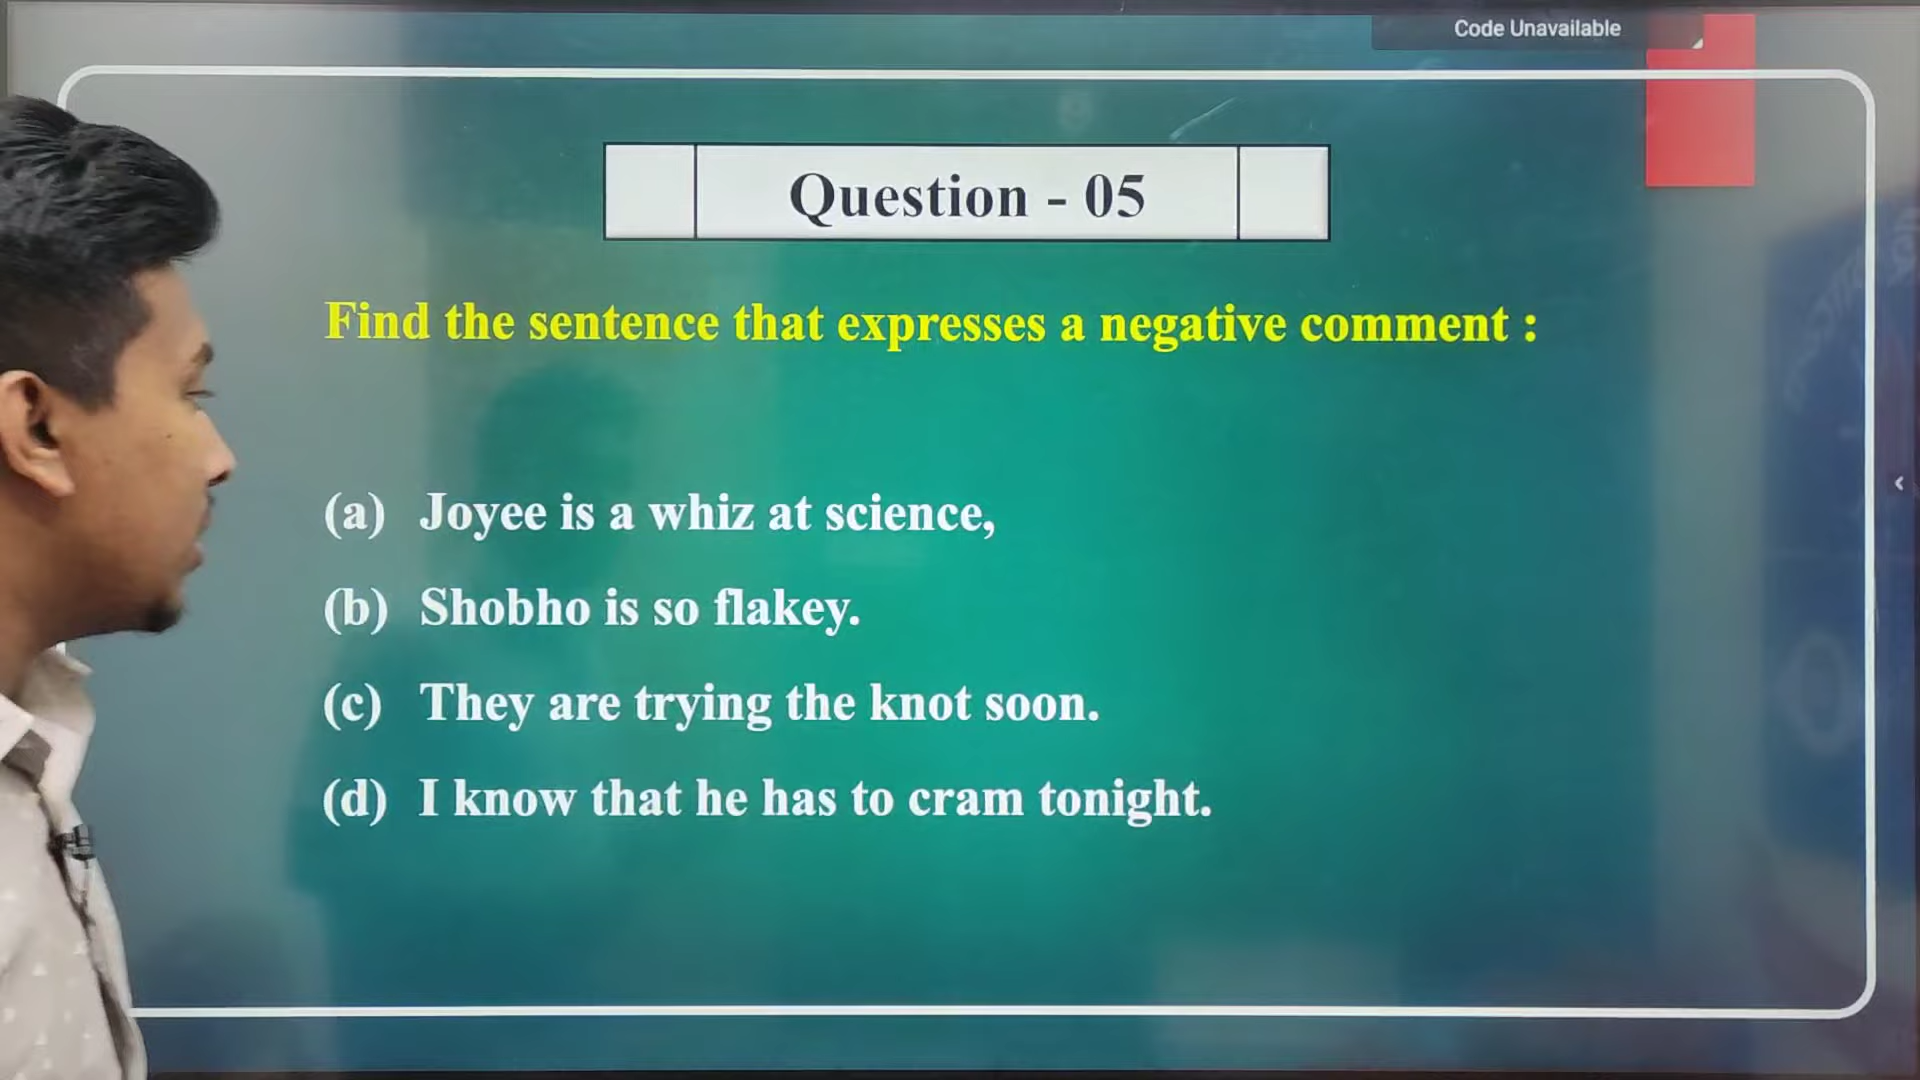 Code Unavailable
Question - 05
Find the sentence that expresses a negative comment :
(a) Joyee is a whiz at science,
(b) Shobho is so flakey.
(c) They are trying the knot soon.
(d) I know that he has to cram tonight.